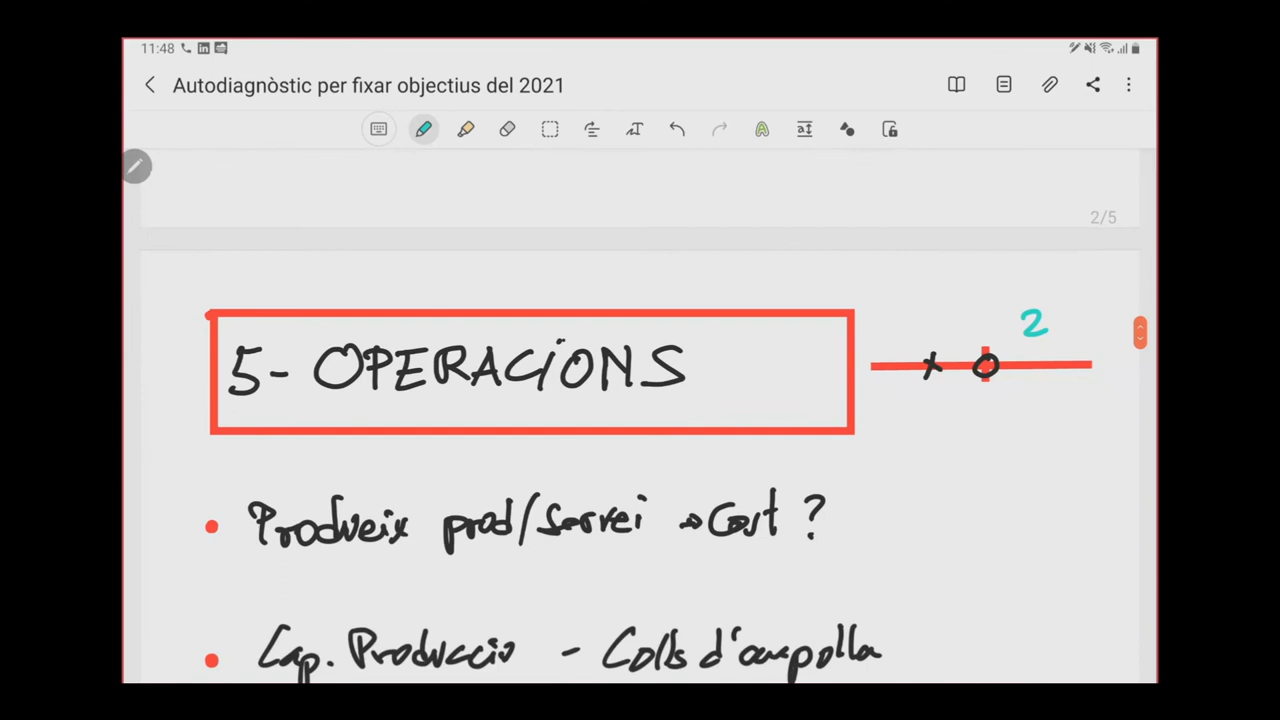 11:48
Autodiagnòstic per fixar objectius del 2021
2/5
5- OPERACIONS
2
• Produeix prod/servei → Cost?
• Cap. Producció - Colls d'ampolla